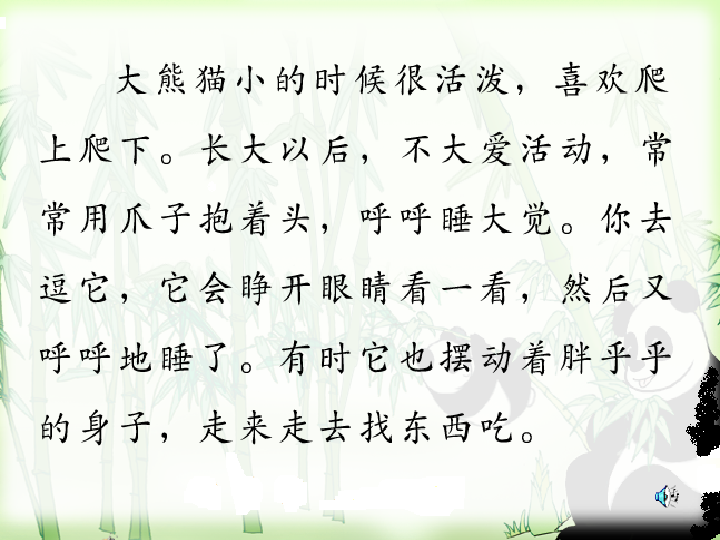 大熊猫小的时候很活泼，喜欢爬
上爬下。长大以后，不大爱活动，常
常用爪子抱着头，呼呼睡大觉。你去
逗它，它会睁开眼睛看一看，然后又
呼呼地睡了。有时它也摆动着胖乎乎
的身子，走来走去找东西吃。